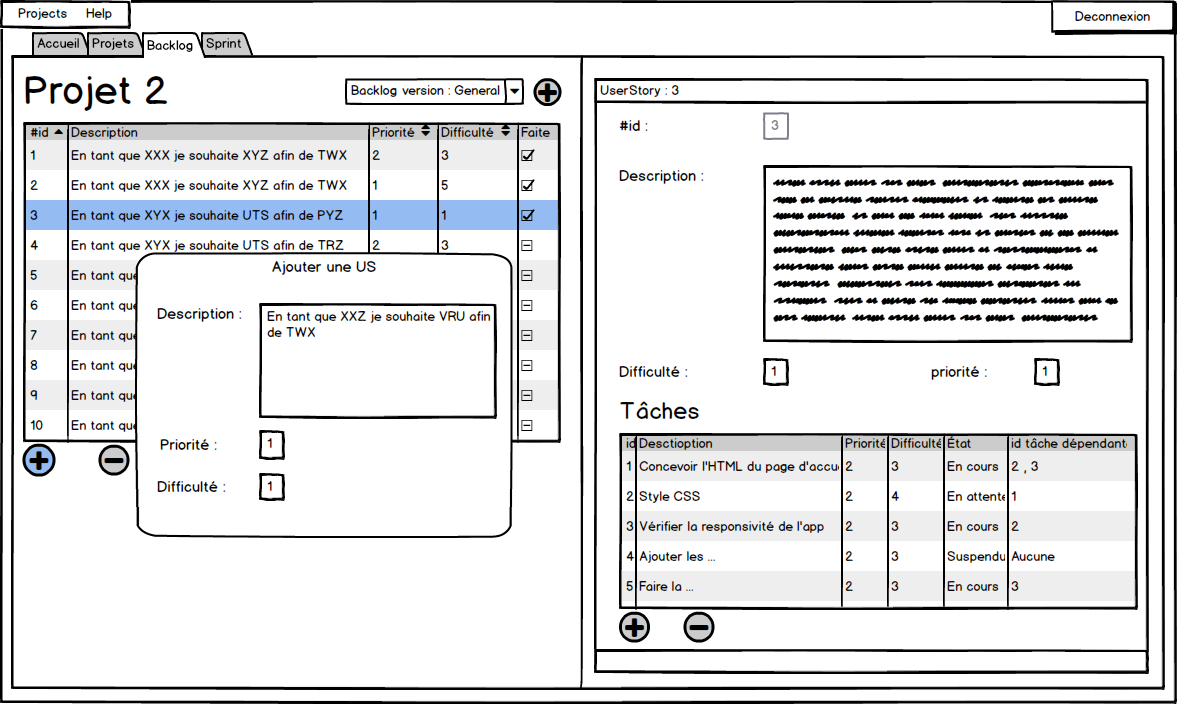 Projects Help
Deconnexion
Accueil Projets Backlog Sprint
Projet 2
Backlog version : General
#id Description Priorité Difficulté Faite
1 En tant que XXX je souhaite XYZ afin de TWX 2 3
2 En tant que XXX je souhaite XYZ afin de TWX 1 5
3 En tant que XYX je souhaite UTS afin de PYZ 1 1
4 En tant que XYX je souhaite UTS afin de TRZ 2 3
5 En tant que
6 En tant que
7 En tant que
8 En tant que
9 En tant que
10 En tant que
Ajouter une US
Description :
En tant que XXZ je souhaite VRU afin
de TWX
Priorité : 1
Difficulté : 1
UserStory : 3
#id : 3
Description :
Difficulté : 1 priorité : 1
Tâches
id Desctioption Priorité Difficulté État id tâche dépendant
1 Concevoir l'HTML du page d'accu 2 3 En cours 2 , 3
2 Style CSS 2 4 En attente 1
3 Vérifier la responsivité de l'app 2 3 En cours 2
4 Ajouter les ... 2 3 Suspendu Aucune
5 Faire la ... 2 3 En cours 3